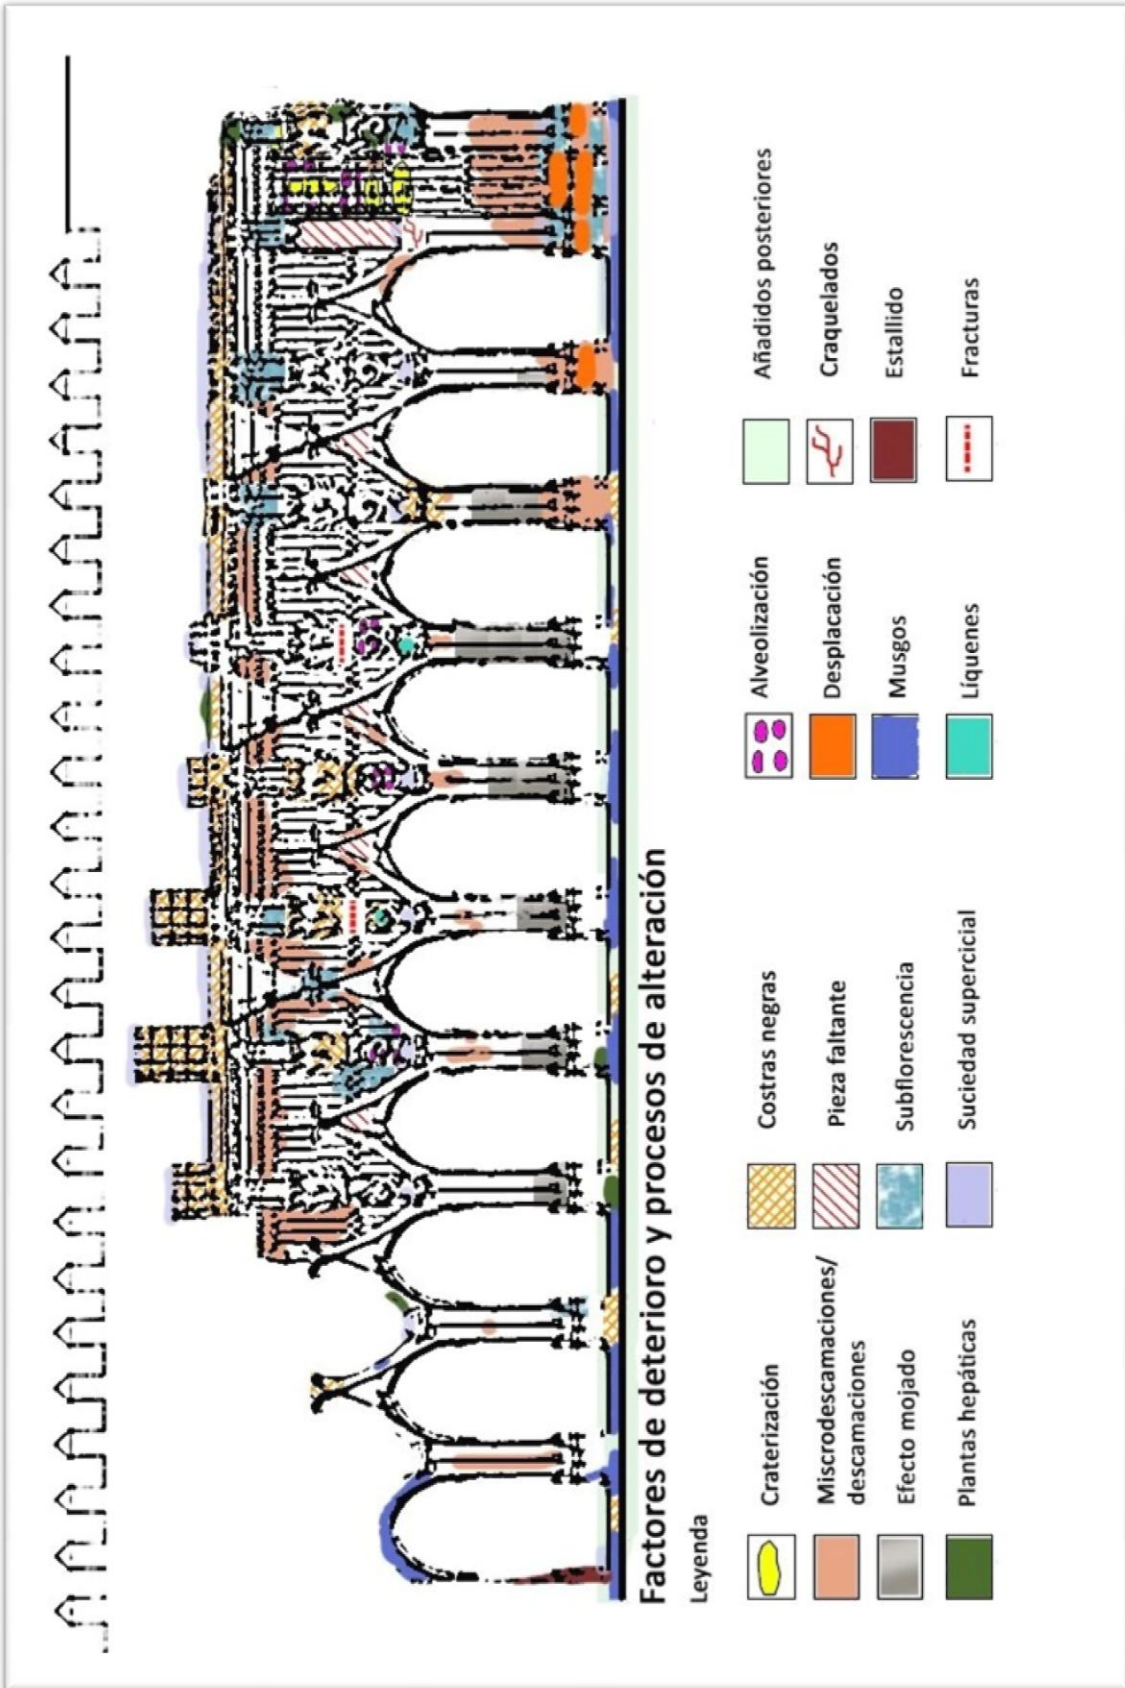 Factores de deterioro y procesos de alteración
Leyenda
Craterización
Miscrodescamaciones/
descamaciones
Efecto mojado
Plantas hepáticas
Costras negras
Pieza faltante
Subflorescencia
Suciedad supercicial
Alveolización
Desplacación
Musgos
Líquenes
Añadidos posteriores
Craquelados
Estallido
Fracturas